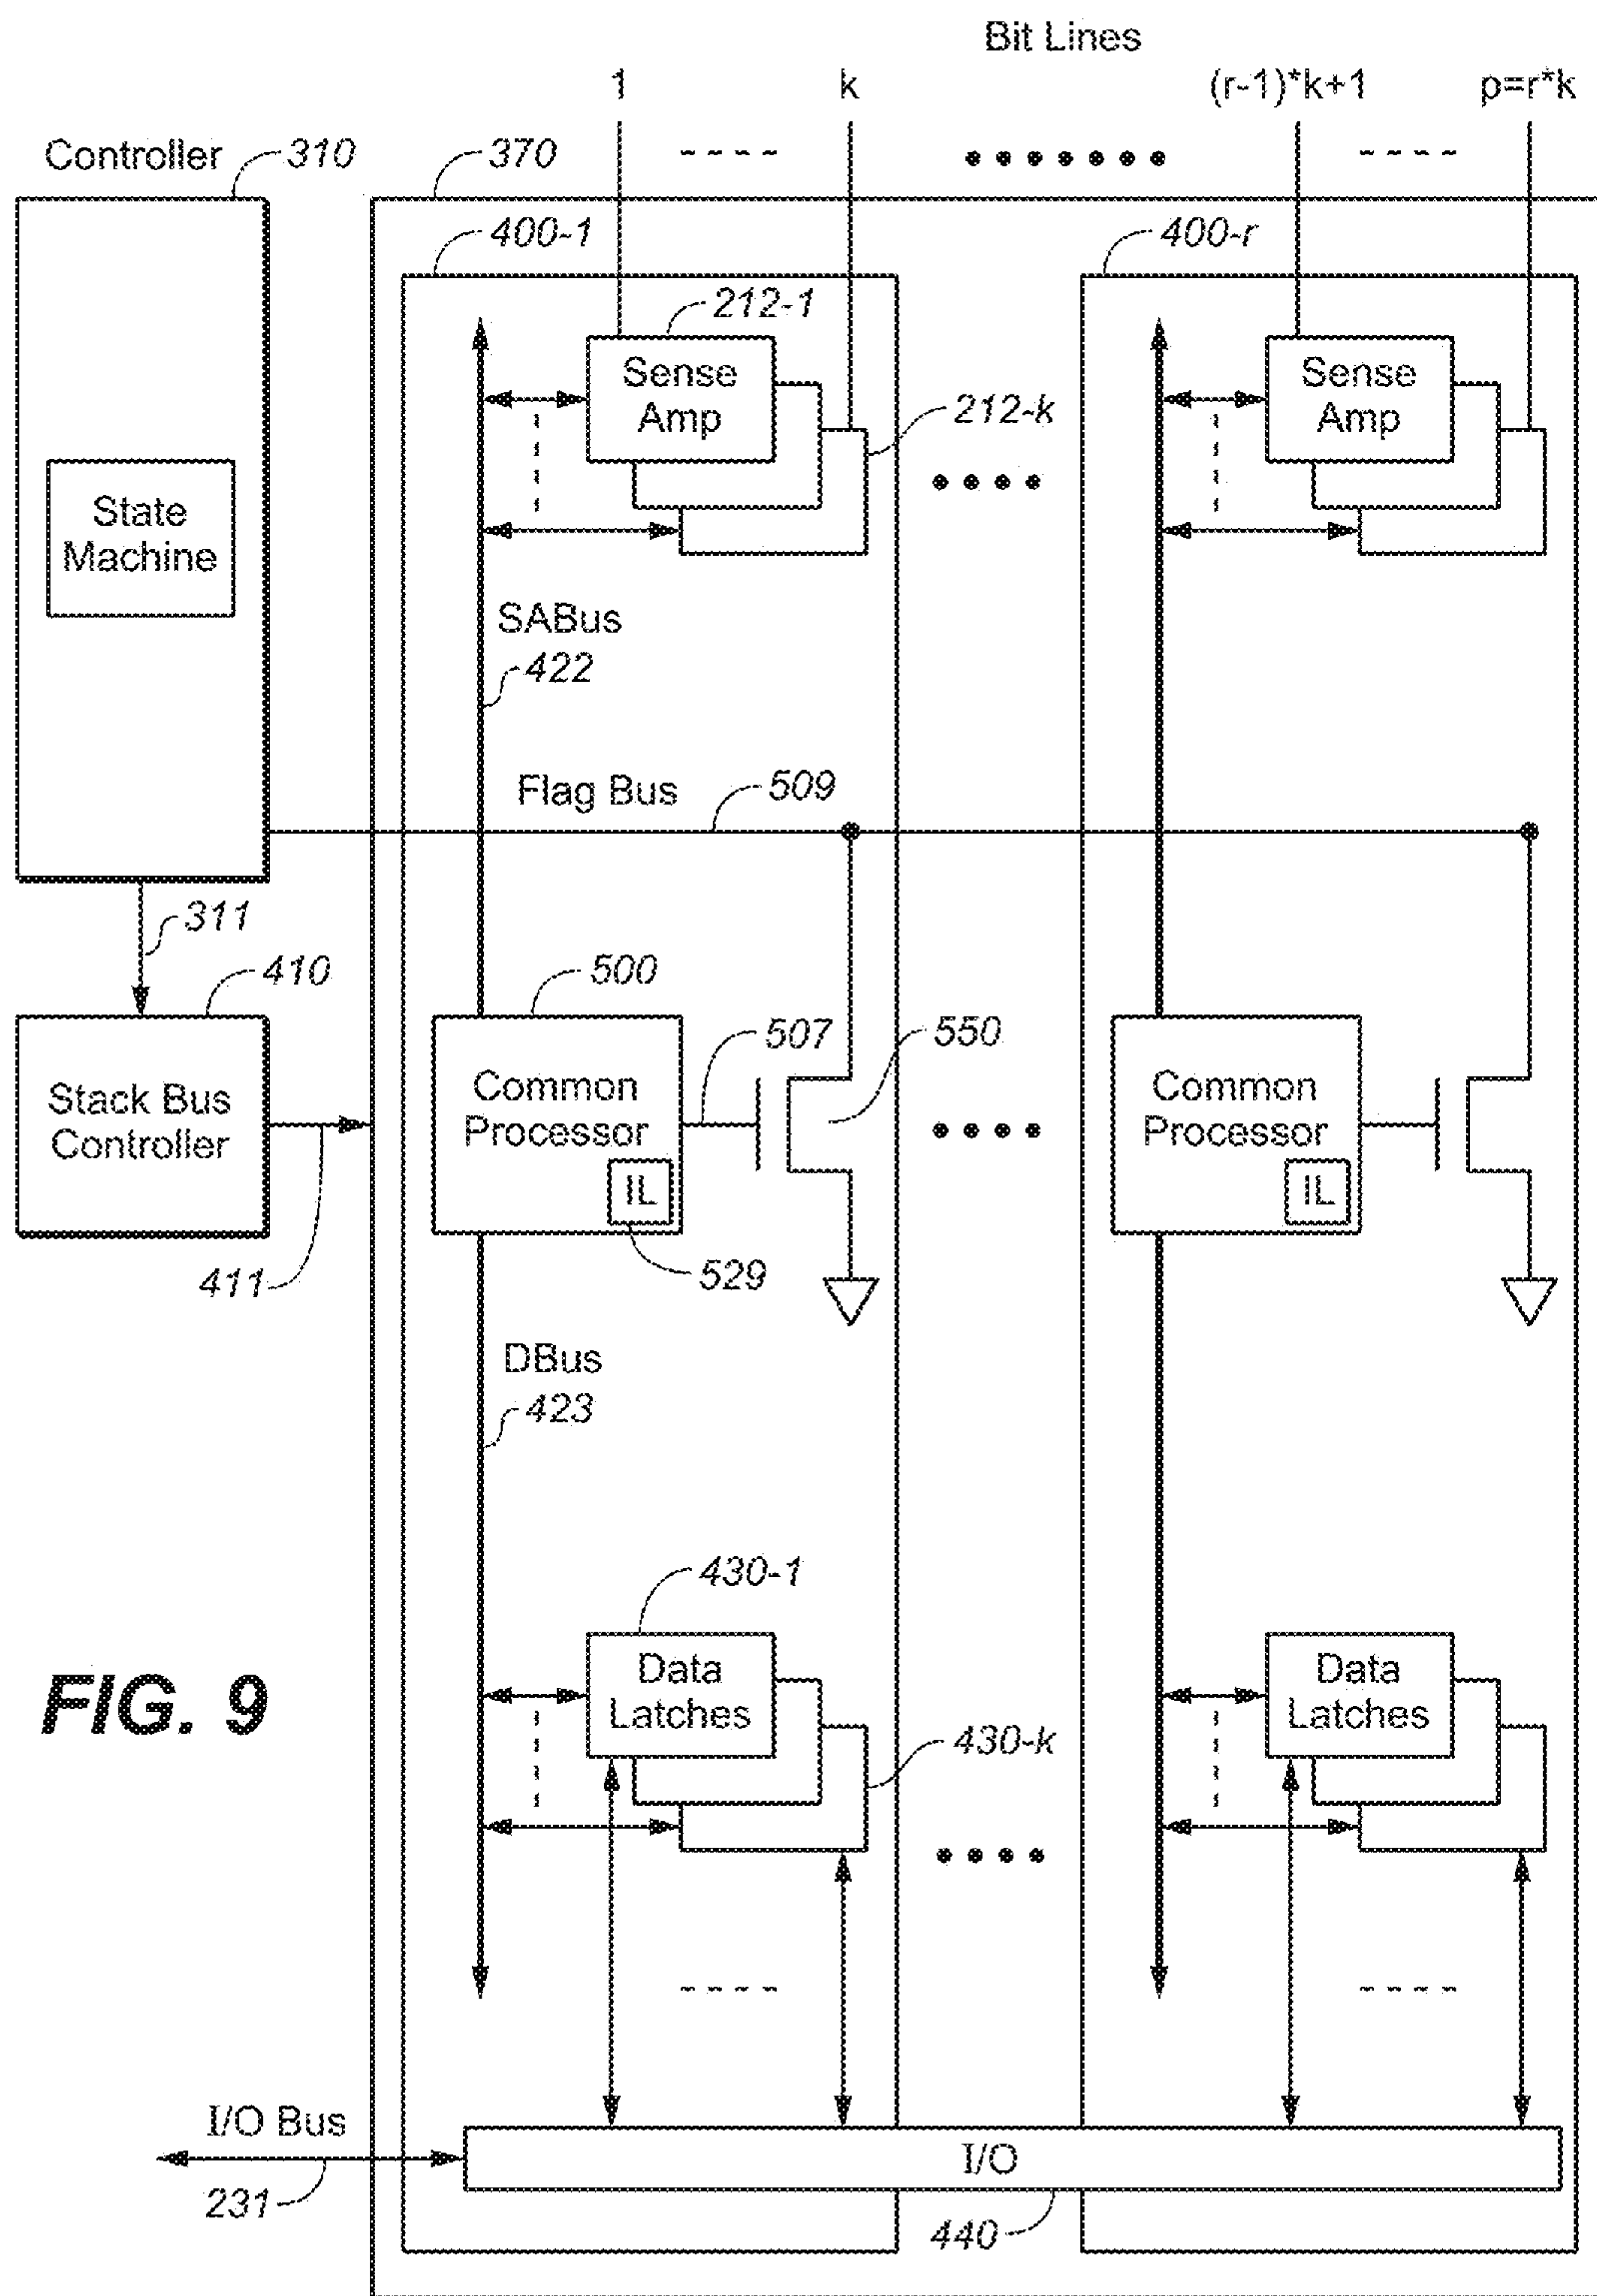 Bit Lines
1
k
(r-1)*k+1
p=r*k
Controller
310
370
400-1
400-r
212-1
Sense
Amp
212-k
Sense
Amp
State
Machine
SABus
422
Flag Bus
509
311
410
500
507
550
Stack Bus
Controller
Common
Processor
IL
Common
Processor
IL
411
529
DBus
423
430-1
Data
Latches
430-k
Data
Latches
FIG. 9
I/O Bus
231
I/O
440